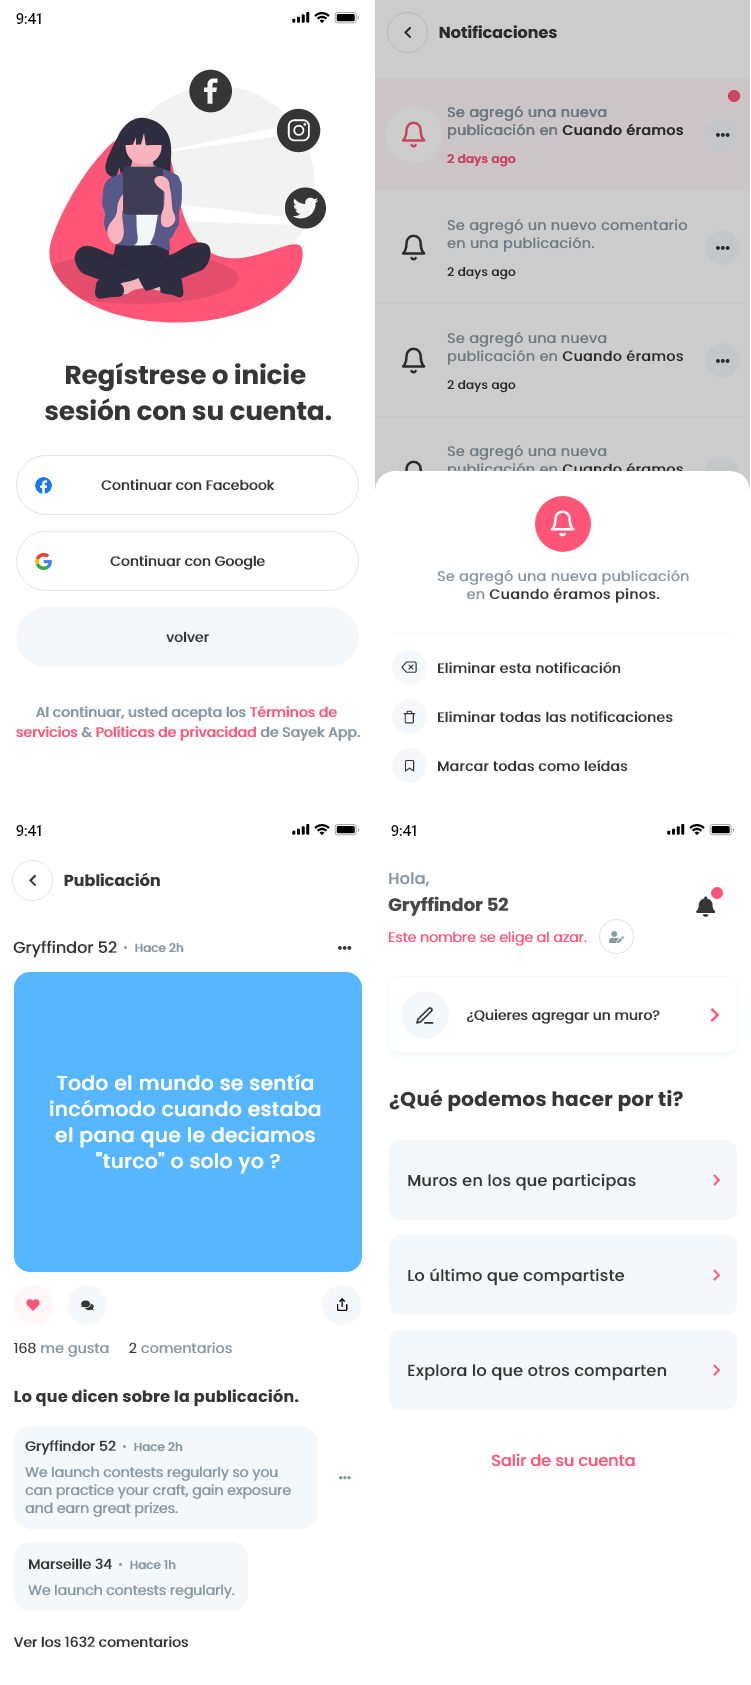 9:41
Regístrese o inicie
sesión con su cuenta.
Continuar con Facebook
Continuar con Google
volver
Al continuar, usted acepta los Términos de
servicios & Políticas de privacidad de Sayek App.
Notificaciones
Se agregó una nueva
publicación en Cuando éramos
2 days ago
Se agregó un nuevo comentario
en una publicación.
2 days ago
Se agregó una nueva
publicación en Cuando éramos
2 days ago
Se agregó una nueva
publicación en Cuando éramos
Se agregó una nueva publicación
en Cuando éramos pinos.
Eliminar esta notificación
Eliminar todas las notificaciones
Marcar todas como leídas
9:41
Publicación
Gryffindor 52 • Hace 2h
Todo el mundo se sentía
incómodo cuando estaba
el pana que le deciamos
"turco" o solo yo ?
168 me gusta 2 comentarios
Lo que dicen sobre la publicación.
Gryffindor 52 • Hace 2h
We launch contests regularly so you
can practice your craft, gain exposure
and earn great prizes.
Marseille 34 • Hace 1h
We launch contests regularly.
Ver los 1632 comentarios
9:41
Hola,
Gryffindor 52
Este nombre se elige al azar.
¿Quieres agregar un muro?
¿Qué podemos hacer por ti?
Muros en los que participas
Lo último que compartiste
Explora lo que otros comparten
Salir de su cuenta